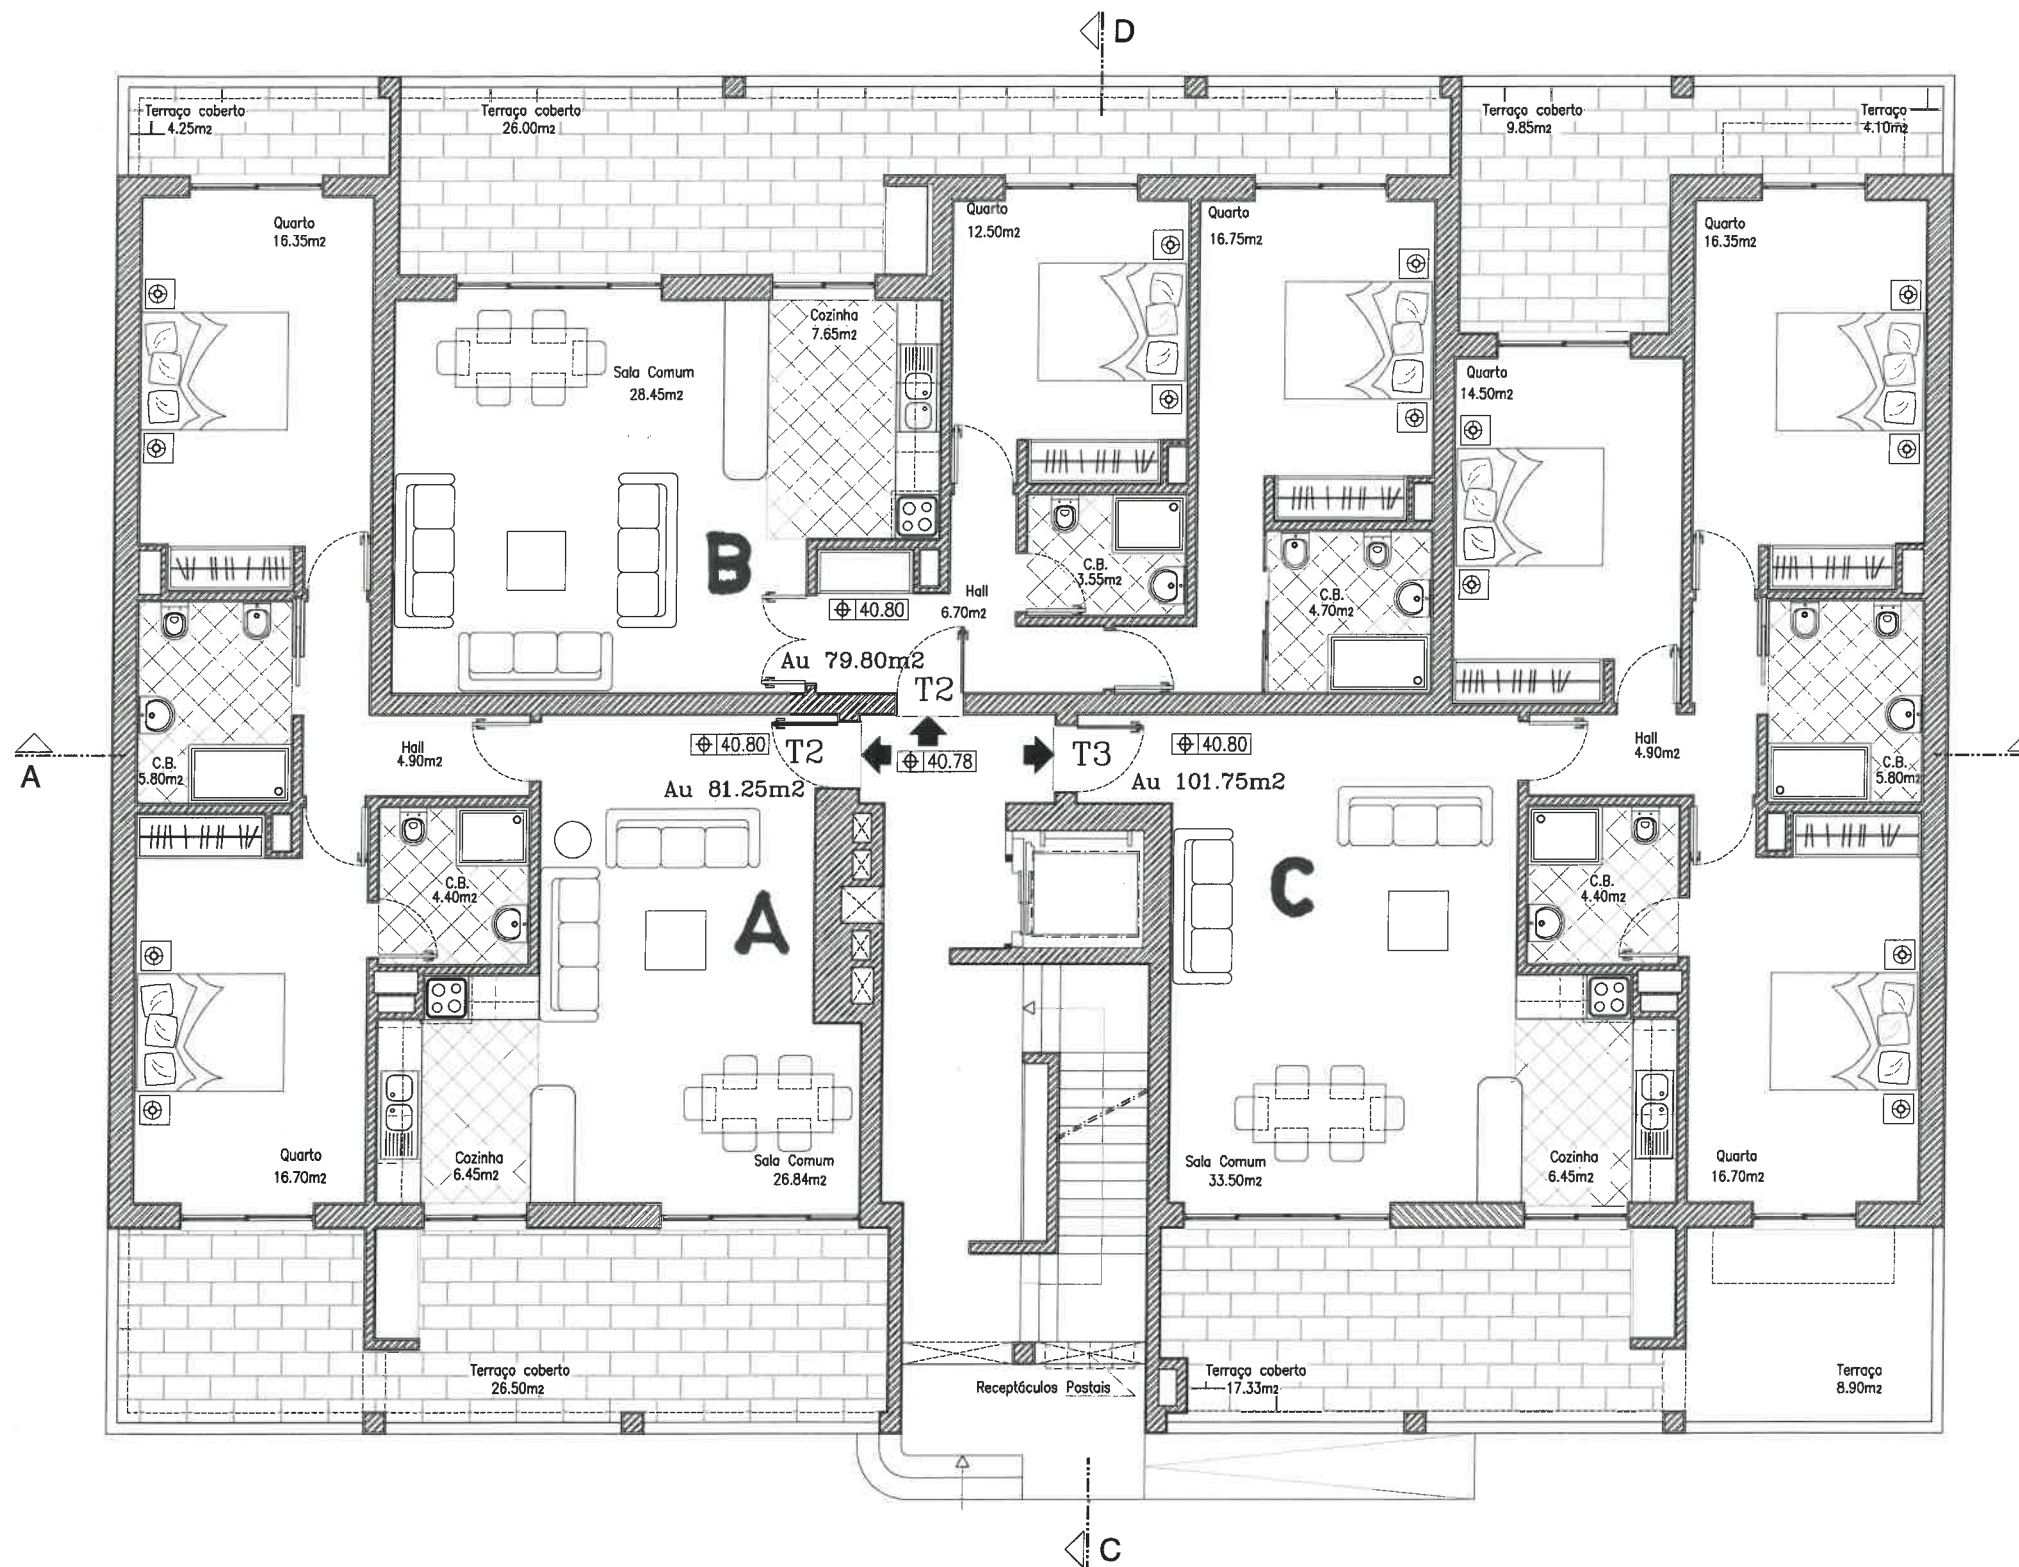 D
Terraço coberto
4.25m2
Terraço coberto
26.00m2
Terraço coberto
9.85m2
Terraço
4.10m2
Quarto
16.35m2
Quarto
12.50m2
Quarto
16.75m2
Quarto
16.35m2
Cozinha
7.65m2
Sala Comum
28.45m2
Quarto
14.50m2
B
C.B.
3.55m2
Hall
6.70m2
C.B.
4.70m2
40.80
Au 79.80m2
T2
A
C.B.
5.80m2
Hall
4.90m2
40.80
T2
Au 81.25m2
40.78
T3
40.80
Au 101.75m2
Hall
4.90m2
C.B.
5.80m2
C.B.
4.40m2
A
C
C.B.
4.40m2
Quarto
16.70m2
Cozinha
6.45m2
Sala Comum
26.84m2
Sala Comum
33.50m2
Cozinha
6.45m2
Quarto
16.70m2
Terraço coberto
26.50m2
Receptáculos Postais
Terraço coberto
17.33m2
Terraço
8.90m2
C